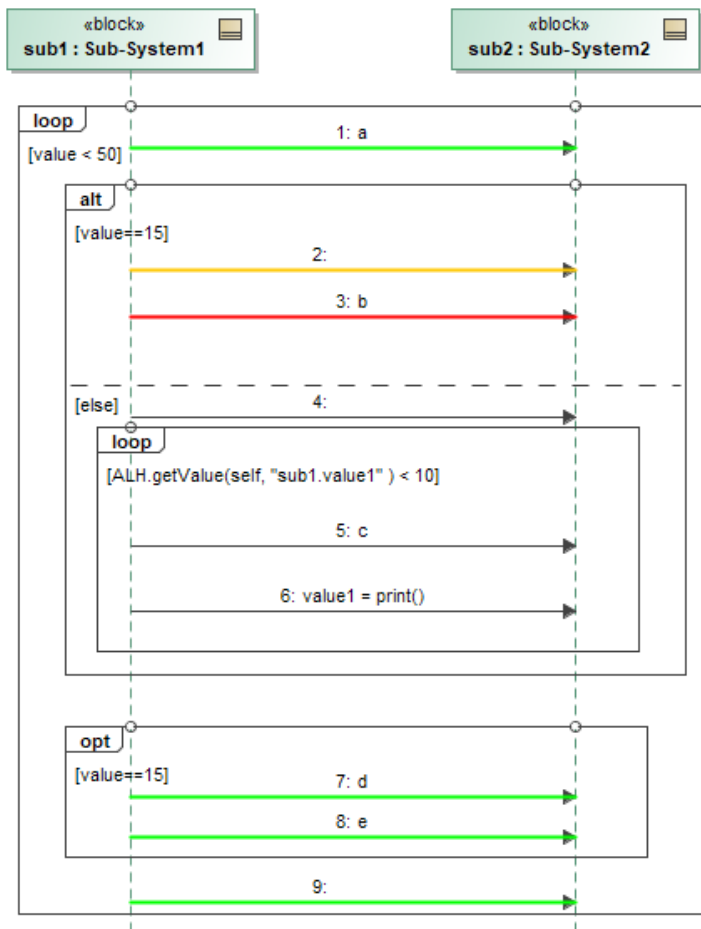 «block»
sub1 : Sub-System1
«block»
sub2 : Sub-System2
loop
[value < 50]
1: a
alt
[value==15]
2:
3: b
[else]
4:
loop
[ALH.getValue(self, "sub1.value1" ) < 10]
5: c
6: value1 = print()
opt
[value==15]
7: d
8: e
9: